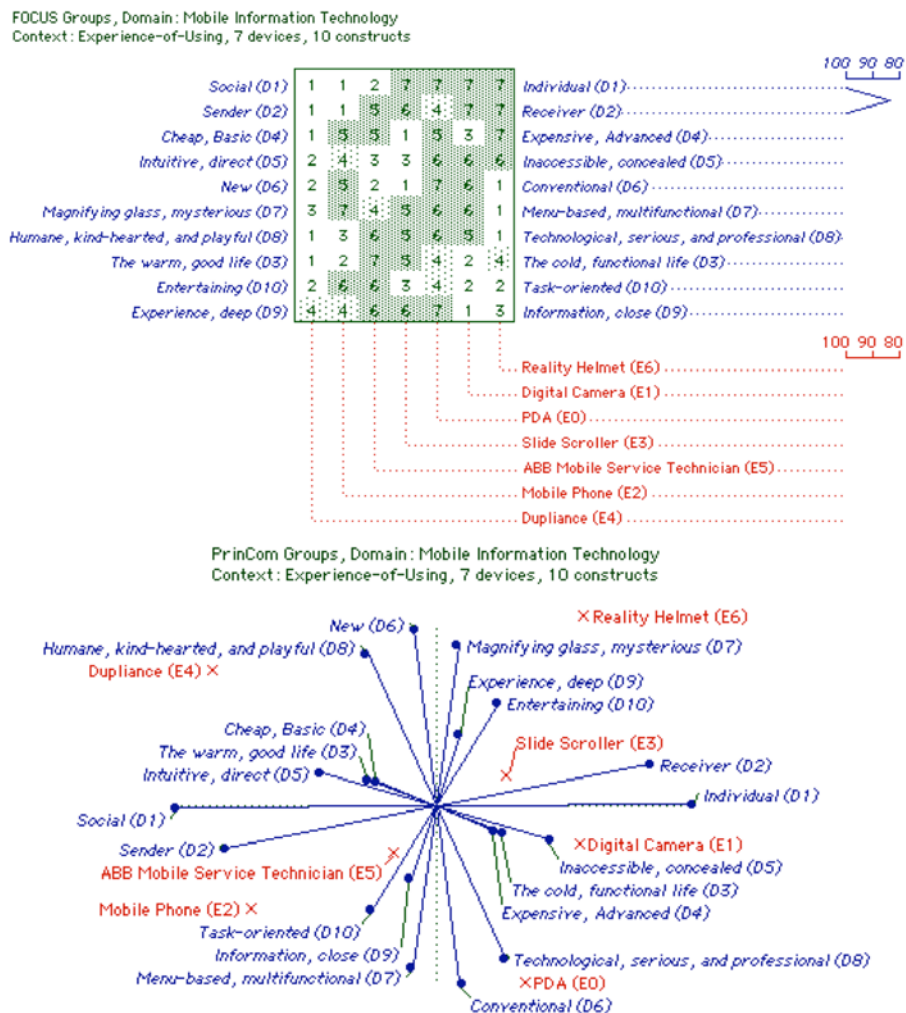 FOCUS Groups, Domain: Mobile Information Technology
Context: Experience-of-Using, 7 devices, 10 constructs
100 90 80
Social (D1) 1 1 2 7 7 7 7 Individual (D1)
Sender (D2) 1 1 5 6 4 7 7 Receiver (D2)
Cheap, Basic (D4) 1 5 5 1 5 3 7 Expensive, Advanced (D4)
Intuitive, direct (D5) 2 4 3 3 6 6 6 Inaccessible, concealed (D5)
New (D6) 2 5 2 1 7 6 1 Conventional (D6)
Magnifying glass, mysterious (D7) 3 7 4 5 6 6 1 Menu-based, multifunctional (D7)
Humane, kind-hearted, and playful (D8) 1 3 6 5 6 5 1 Technological, serious, and professional (D8)
The warm, good life (D3) 1 2 7 5 4 2 4 The cold, functional life (D3)
Entertaining (D10) 2 6 6 3 4 2 2 Task-oriented (D10)
Experience, deep (D9) 4 4 6 6 7 1 3 Information, close (D9)
100 90 80
Reality Helmet (E6)
Digital Camera (E1)
PDA (E0)
Slide Scroller (E3)
ABB Mobile Service Technician (E5)
Mobile Phone (E2)
Dupliance (E4)
PrinCom Groups, Domain: Mobile Information Technology
Context: Experience-of-Using, 7 devices, 10 constructs
Reality Helmet (E6)
New (D6)
Humane, kind-hearted, and playful (D8)
Magnifying glass, mysterious (D7)
Dupliance (E4)
Experience, deep (D9)
Entertaining (D10)
Cheap, Basic (D4)
Slide Scroller (E3)
The warm, good life (D3)
Intuitive, direct (D5)
Receiver (D2)
Individual (D1)
Social (D1)
Sender (D2)
Digital Camera (E1)
ABB Mobile Service Technician (E5)
Inaccessible, concealed (D5)
The cold, functional life (D3)
Mobile Phone (E2)
Expensive, Advanced (D4)
Task-oriented (D10)
Information, close (D9)
Technological, serious, and professional (D8)
Menu-based, multifunctional (D7)
PDA (E0)
Conventional (D6)